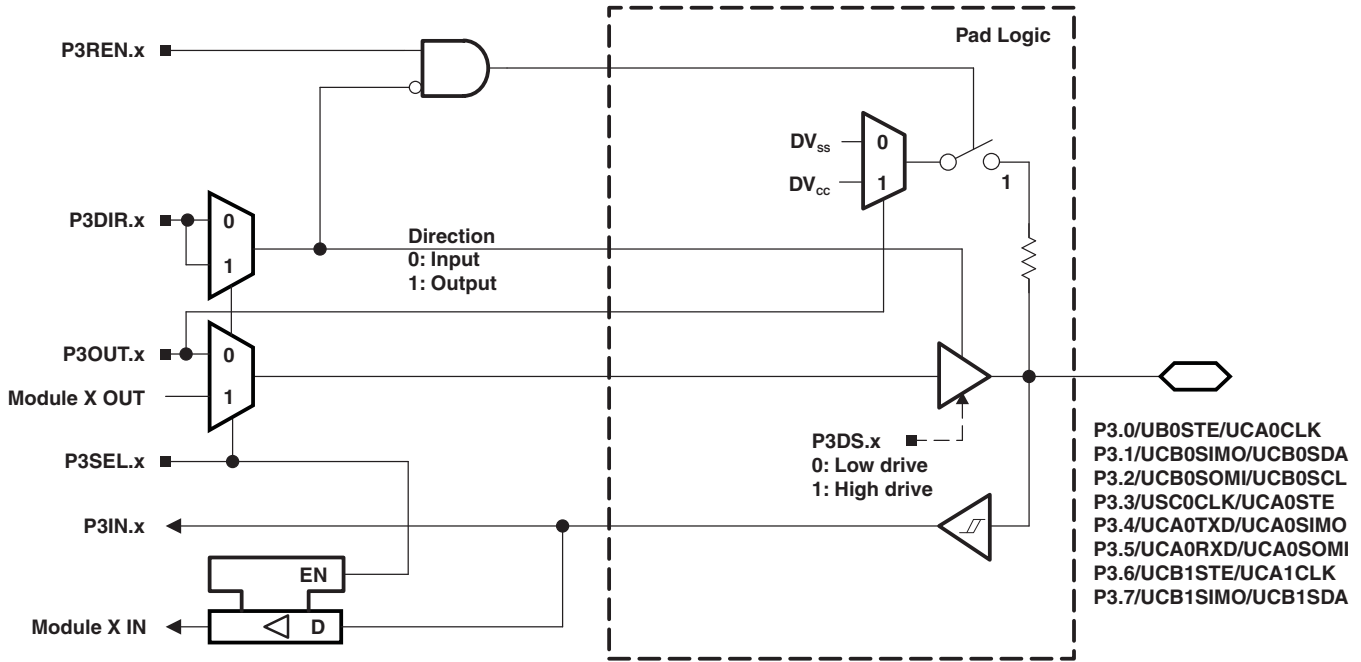 Pad Logic
P3REN.x
DVss
0
DVcc
1
1
P3DIR.x
0
1
Direction
0: Input
1: Output
P3OUT.x
0
Module X OUT
1
P3DS.x
0: Low drive
1: High drive
P3SEL.x
P3IN.x
EN
Module X IN
D
P3.0/UB0STE/UCA0CLK
P3.1/UCB0SIMO/UCB0SDA
P3.2/UCB0SOMI/UCB0SCL
P3.3/USC0CLK/UCA0STE
P3.4/UCA0TXD/UCA0SIMO
P3.5/UCA0RXD/UCA0SOMI
P3.6/UCB1STE/UCA1CLK
P3.7/UCB1SIMO/UCB1SDA